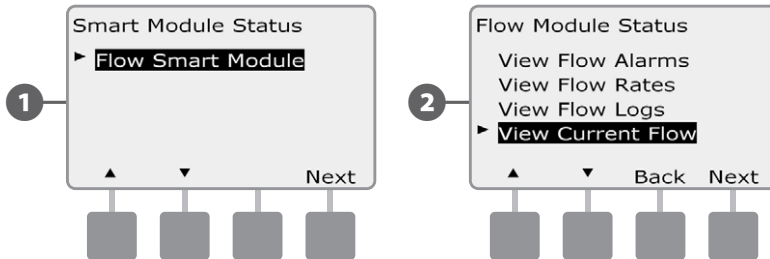 1
Smart Module Status
► Flow Smart Module
▲ ▼ Next
2
Flow Module Status
View Flow Alarms
View Flow Rates
View Flow Logs
► View Current Flow
▲ ▼ Back Next